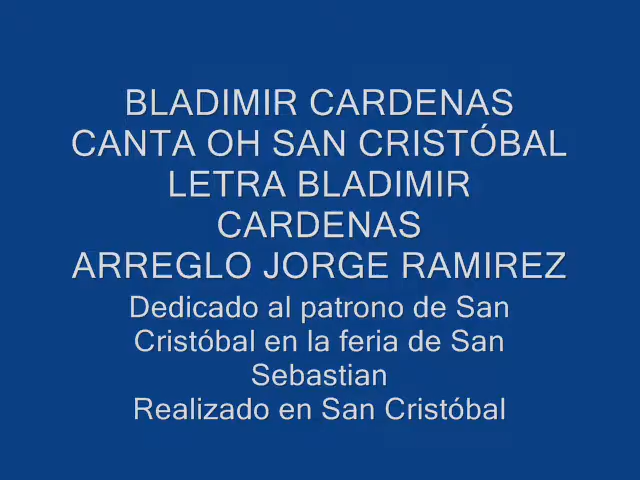 BLADIMIR CARDENAS
CANTA OH SAN CRISTÓBAL
LETRA BLADIMIR
CARDENAS
ARREGLO JORGE RAMIREZ
Dedicado al patrono de San
Cristóbal en la feria de San
Sebastian
Realizado en San Cristóbal